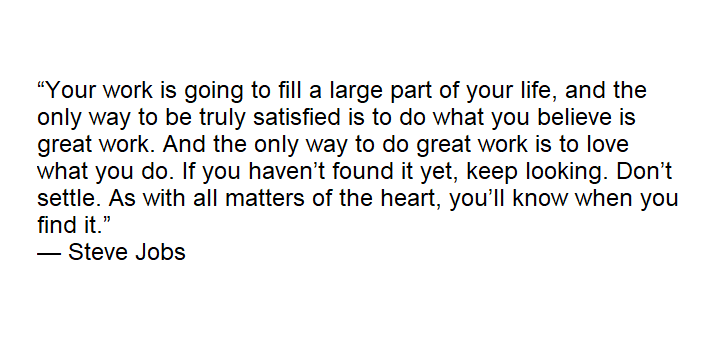 “Your work is going to fill a large part of your life, and the
only way to be truly satisfied is to do what you believe is
great work. And the only way to do great work is to love
what you do. If you haven’t found it yet, keep looking. Don’t
settle. As with all matters of the heart, you’ll know when you
find it.”
— Steve Jobs